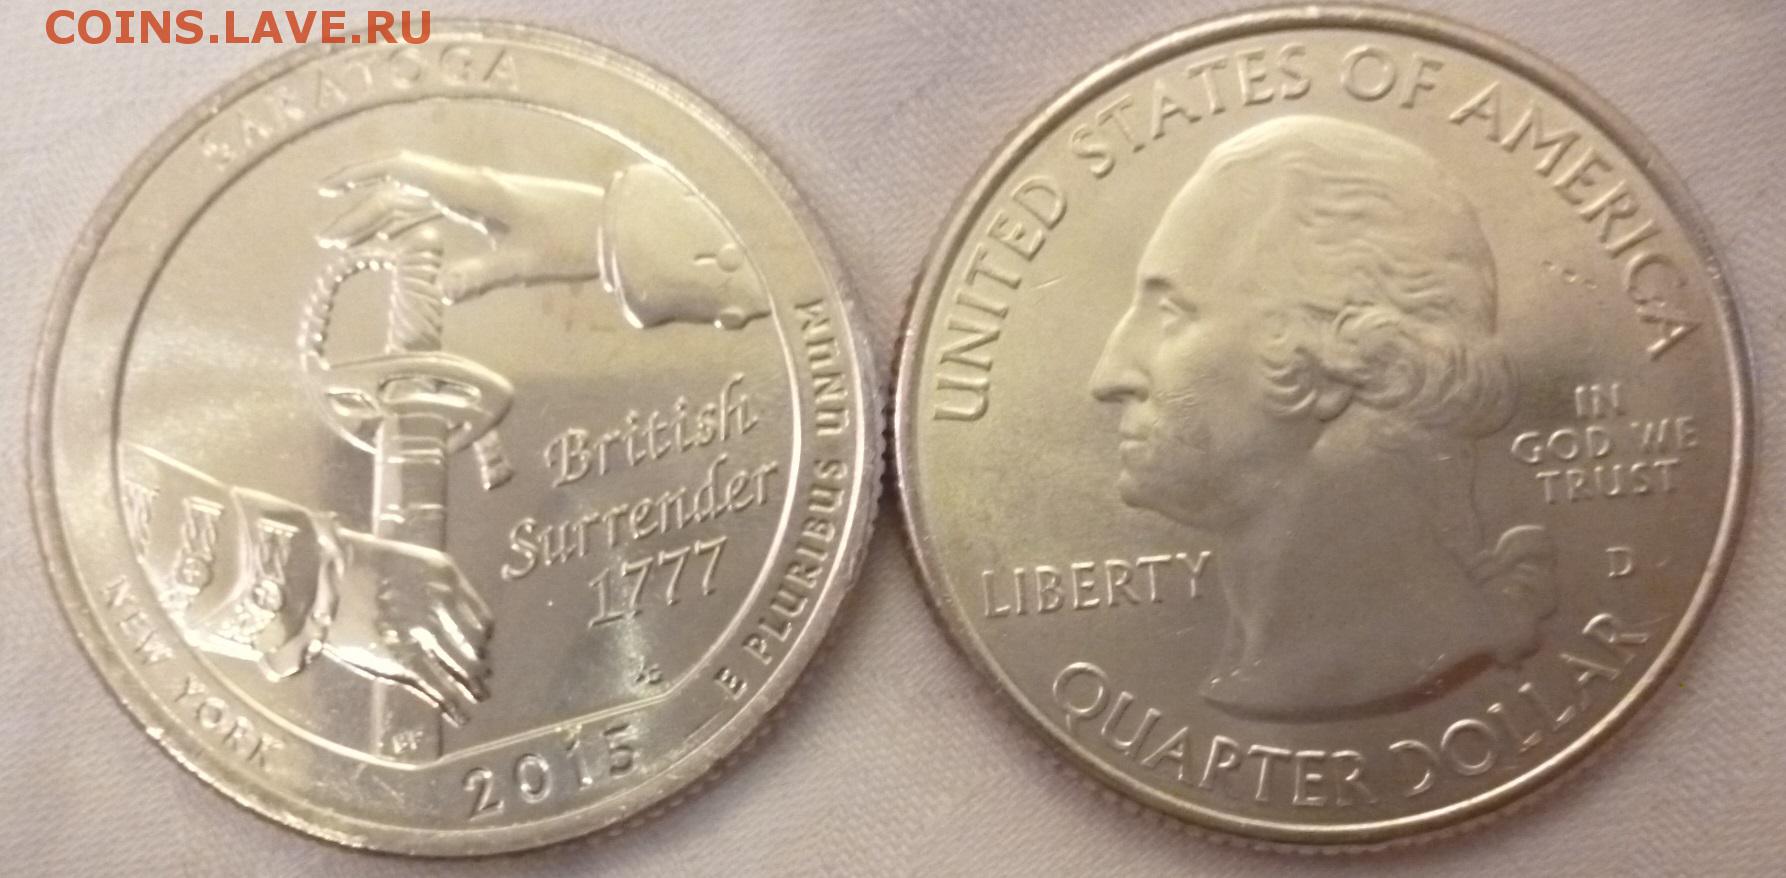 COINS.LAVE.RU
SARATOGA
British
Surrender
1777
NEW YORK
2015
E PLURIBUS UNUM
UNITED STATES OF AMERICA
IN
GOD WE
TRUST
D
LIBERTY
QUARTER DOLLAR